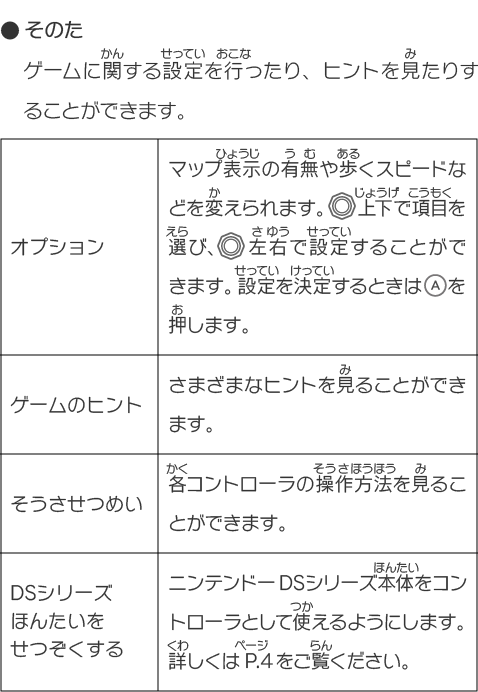 ● そのた
ゲームに関する設定を行ったり、ヒントを見たりす
ることができます。
マップ表示の有無や歩くスピードな
どを変えられます。◎上下で項目を
オプション
選び、◎左右で設定することがで
きます。設定を決定するときはⒶを
押します。
ゲームのヒント
さまざまなヒントを見ることができ
ます。
そうさせつめい
各コントローラの操作方法を見るこ
とができます。
DSシリーズ
ほんたいを
せつぞくする
ニンテンドーDSシリーズ本体をコン
トローラとして使えるようにします。
詳しくは P.4 をご覧ください。